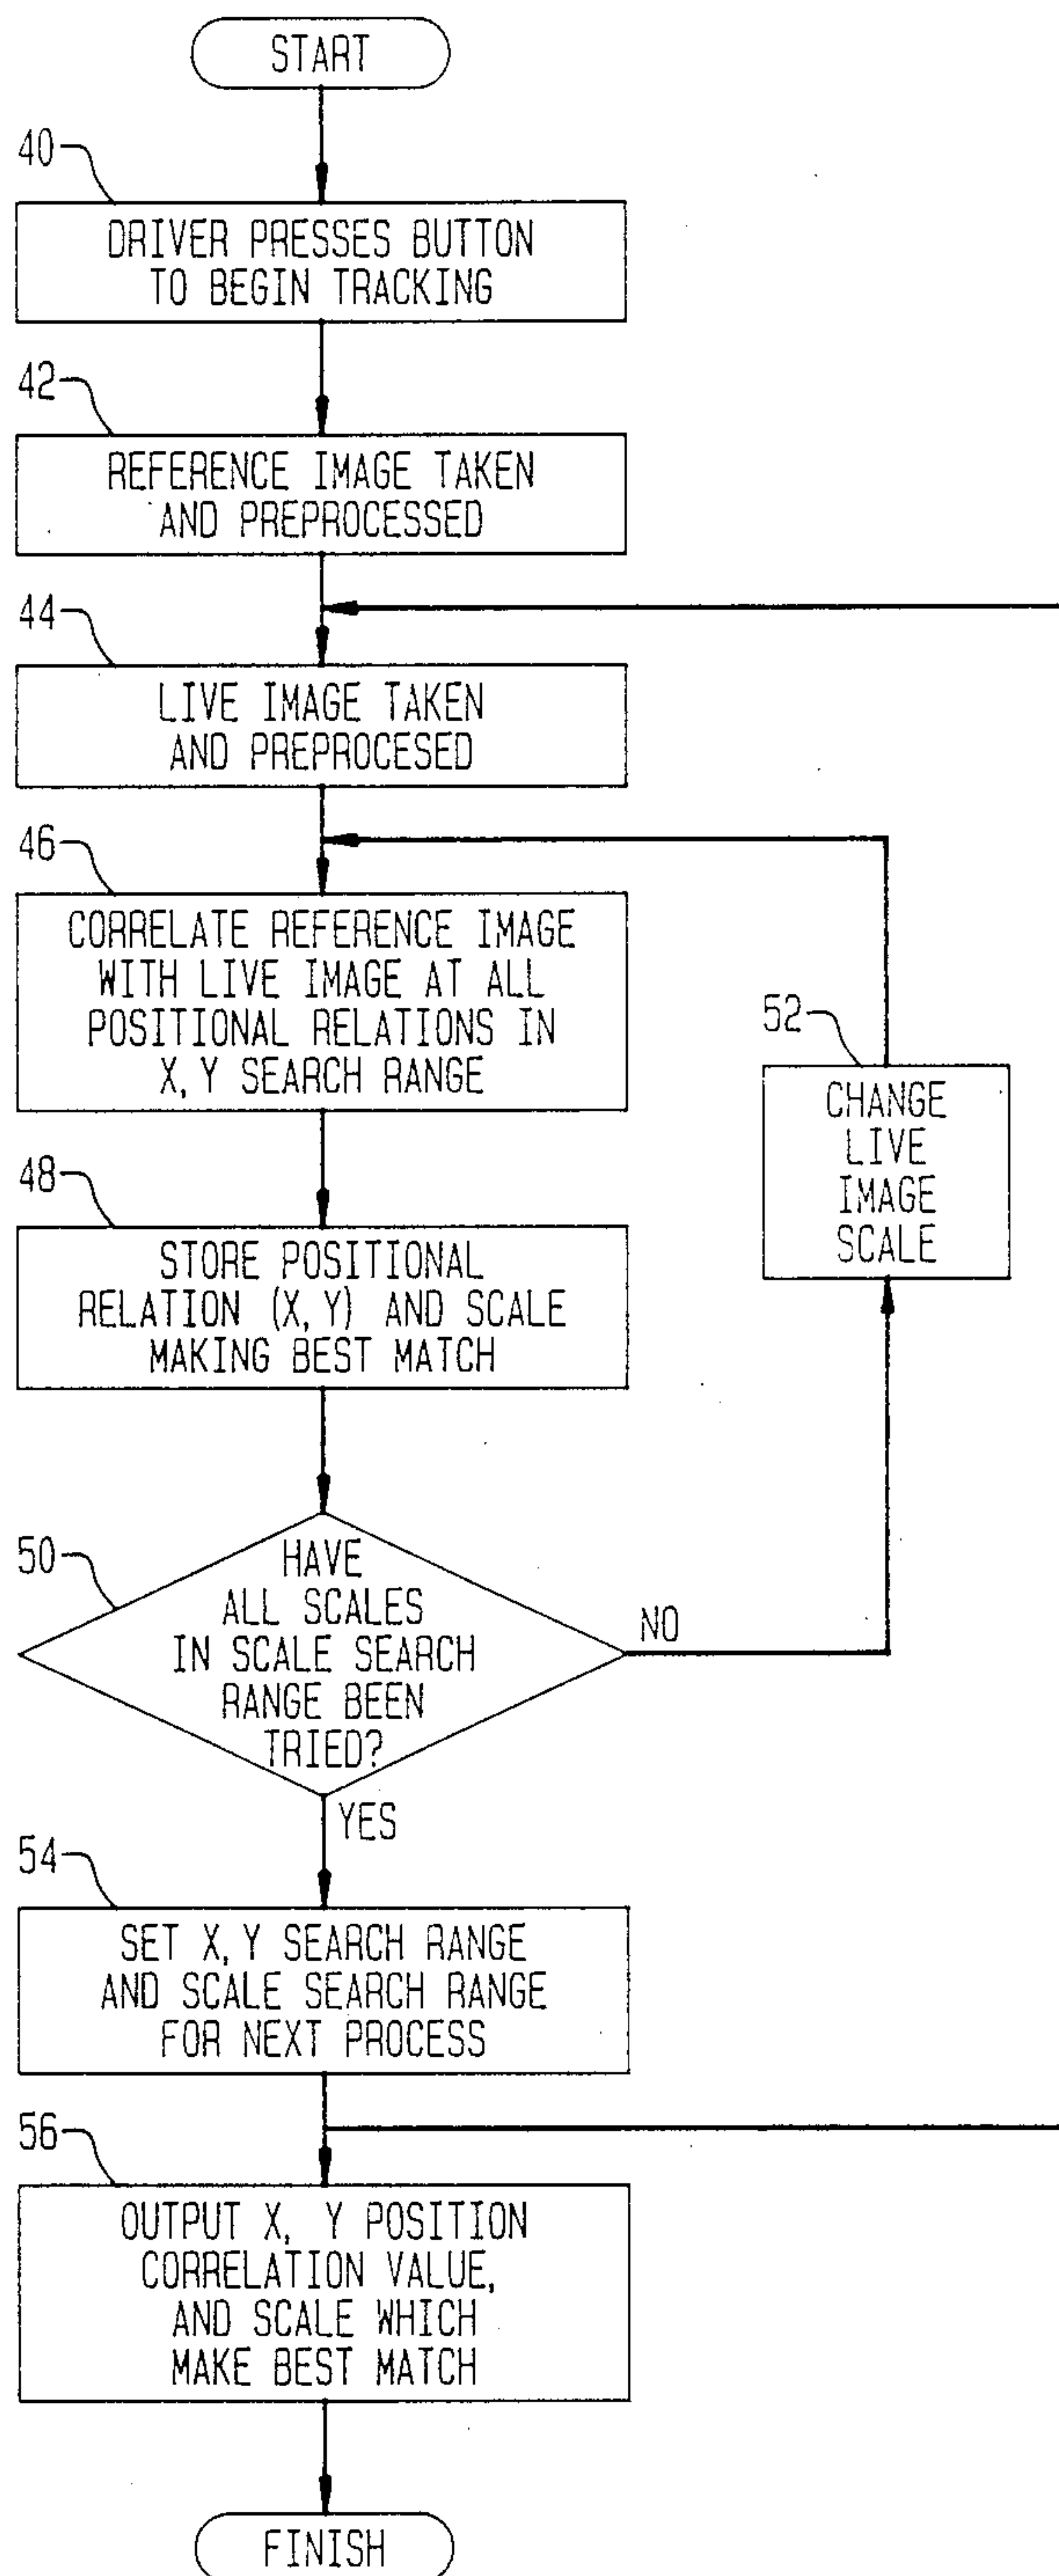 START
40
DRIVER PRESSES BUTTON
TO BEGIN TRACKING
42
REFERENCE IMAGE TAKEN
AND PREPROCESSED
44
LIVE IMAGE TAKEN
AND PREPROCESED
46
CORRELATE REFERENCE IMAGE
WITH LIVE IMAGE AT ALL
POSITIONAL RELATIONS IN
X, Y SEARCH RANGE
52
CHANGE
LIVE
IMAGE
SCALE
48
STORE POSITIONAL
RELATION (X, Y) AND SCALE
MAKING BEST MATCH
50
HAVE
ALL SCALES
IN SCALE SEARCH
RANGE BEEN
TRIED?
NO
YES
54
SET X, Y SEARCH RANGE
AND SCALE SEARCH RANGE
FOR NEXT PROCESS
56
OUTPUT X, Y POSITION
CORRELATION VALUE,
AND SCALE WHICH
MAKE BEST MATCH
FINISH